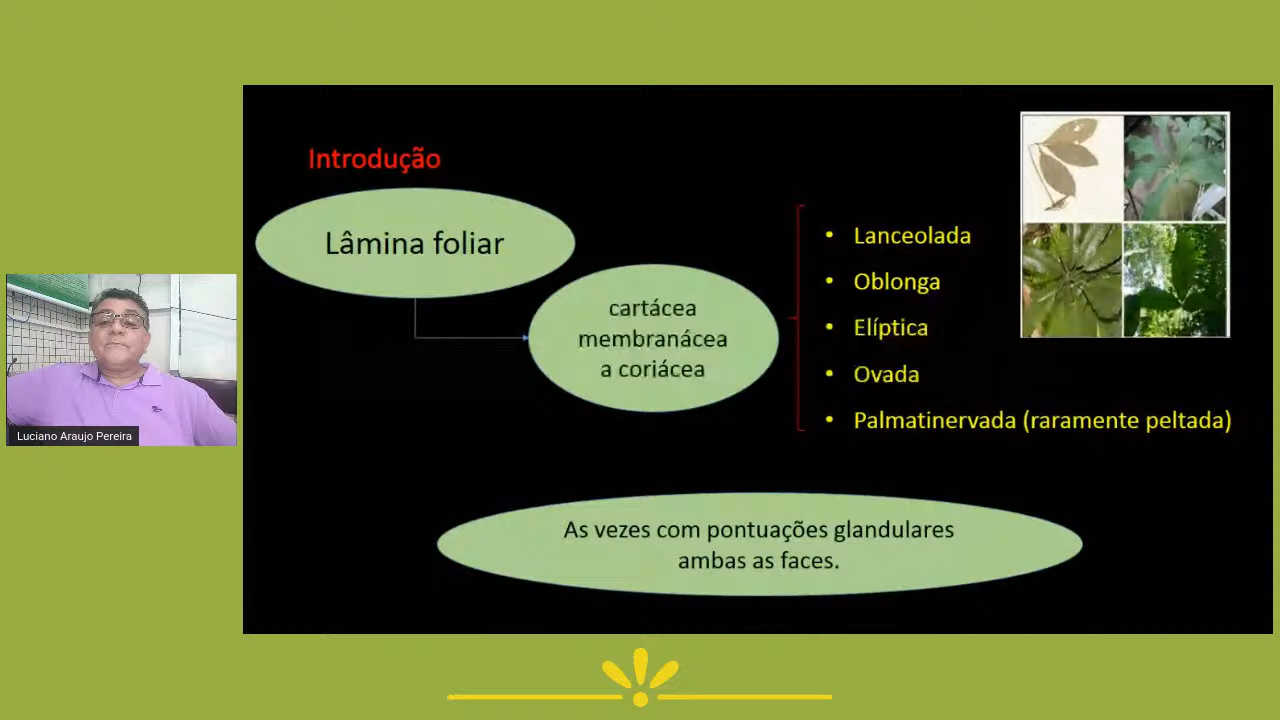 Introdução
Lâmina foliar
cartácea
membranácea
a coriácea
• Lanceolada
• Oblonga
• Elíptica
• Ovada
• Palmatinervada (raramente peltada)
As vezes com pontuações glandulares
ambas as faces.
Luciano Araujo Pereira